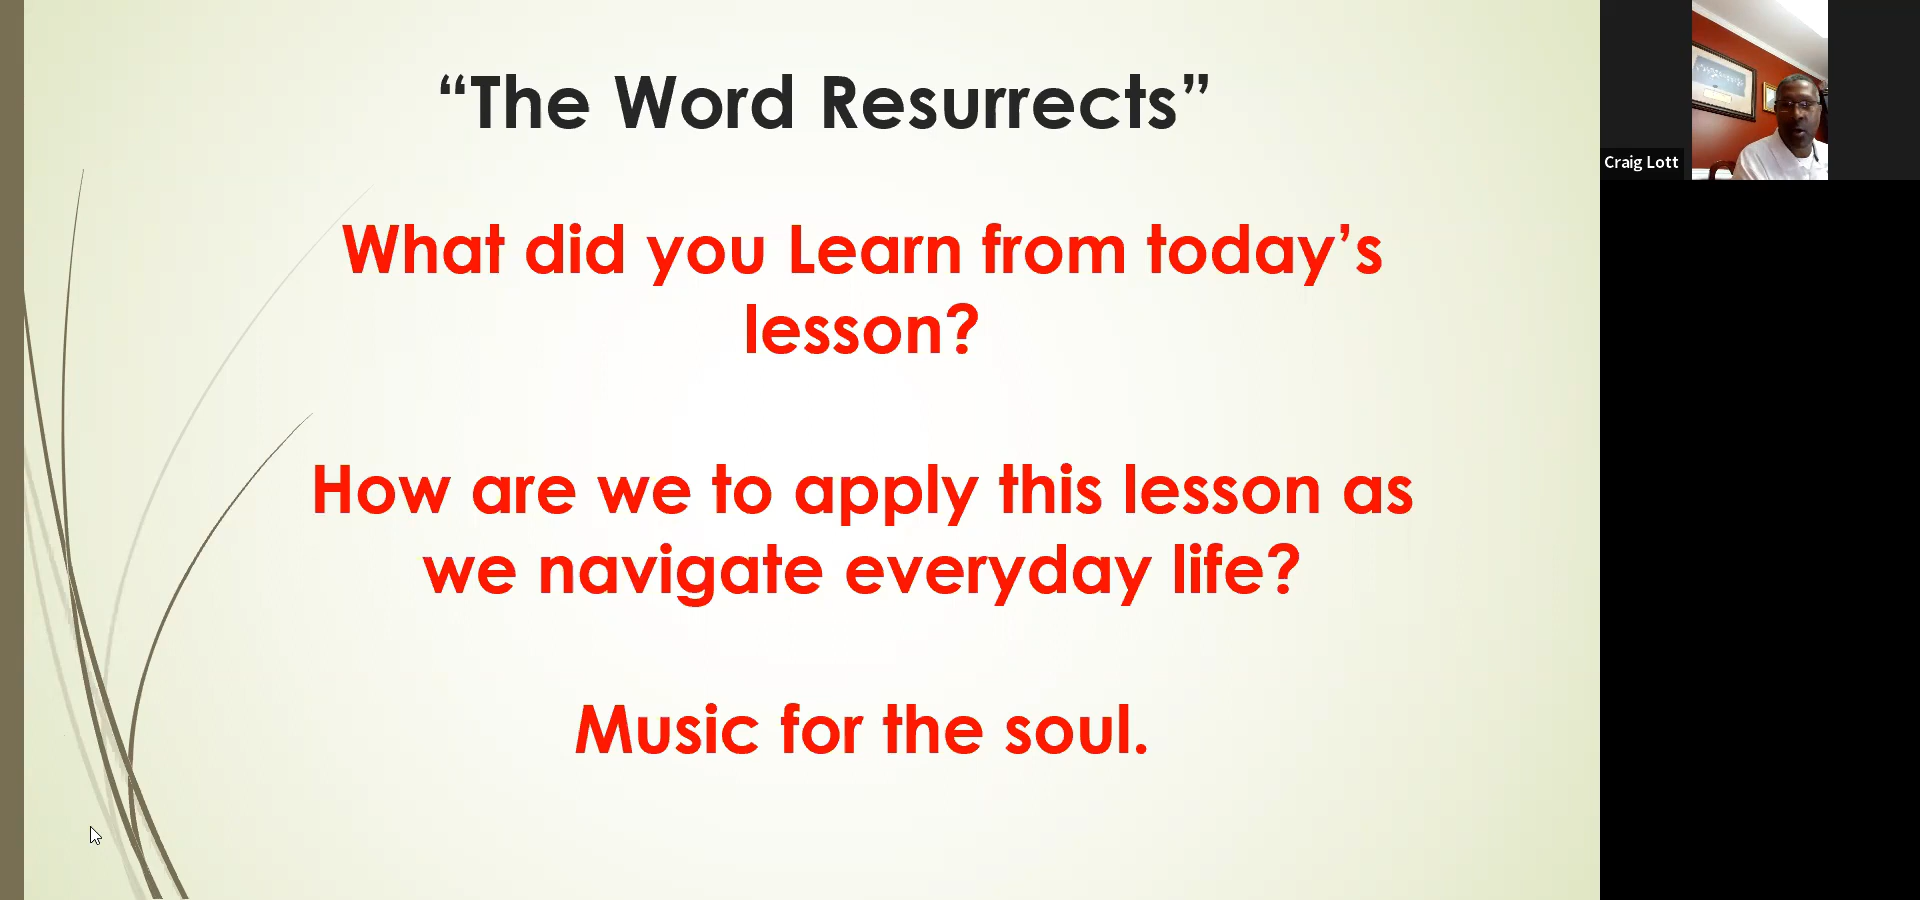 “The Word Resurrects”
What did you Learn from today’s
lesson?
How are we to apply this lesson as
we navigate everyday life?
Music for the soul.
Craig Lott